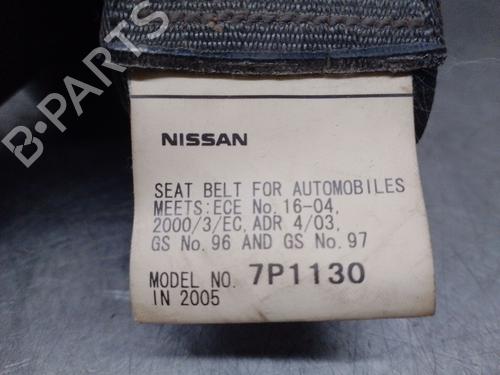 B-PARTS
NISSAN
SEAT BELT FOR AUTOMOBILES
MEETS:ECE No. 16-04,
2000/3/EC, ADR 4/03,
GS No. 96 AND GS No. 97
MODEL NO. 7P1130
IN 2005